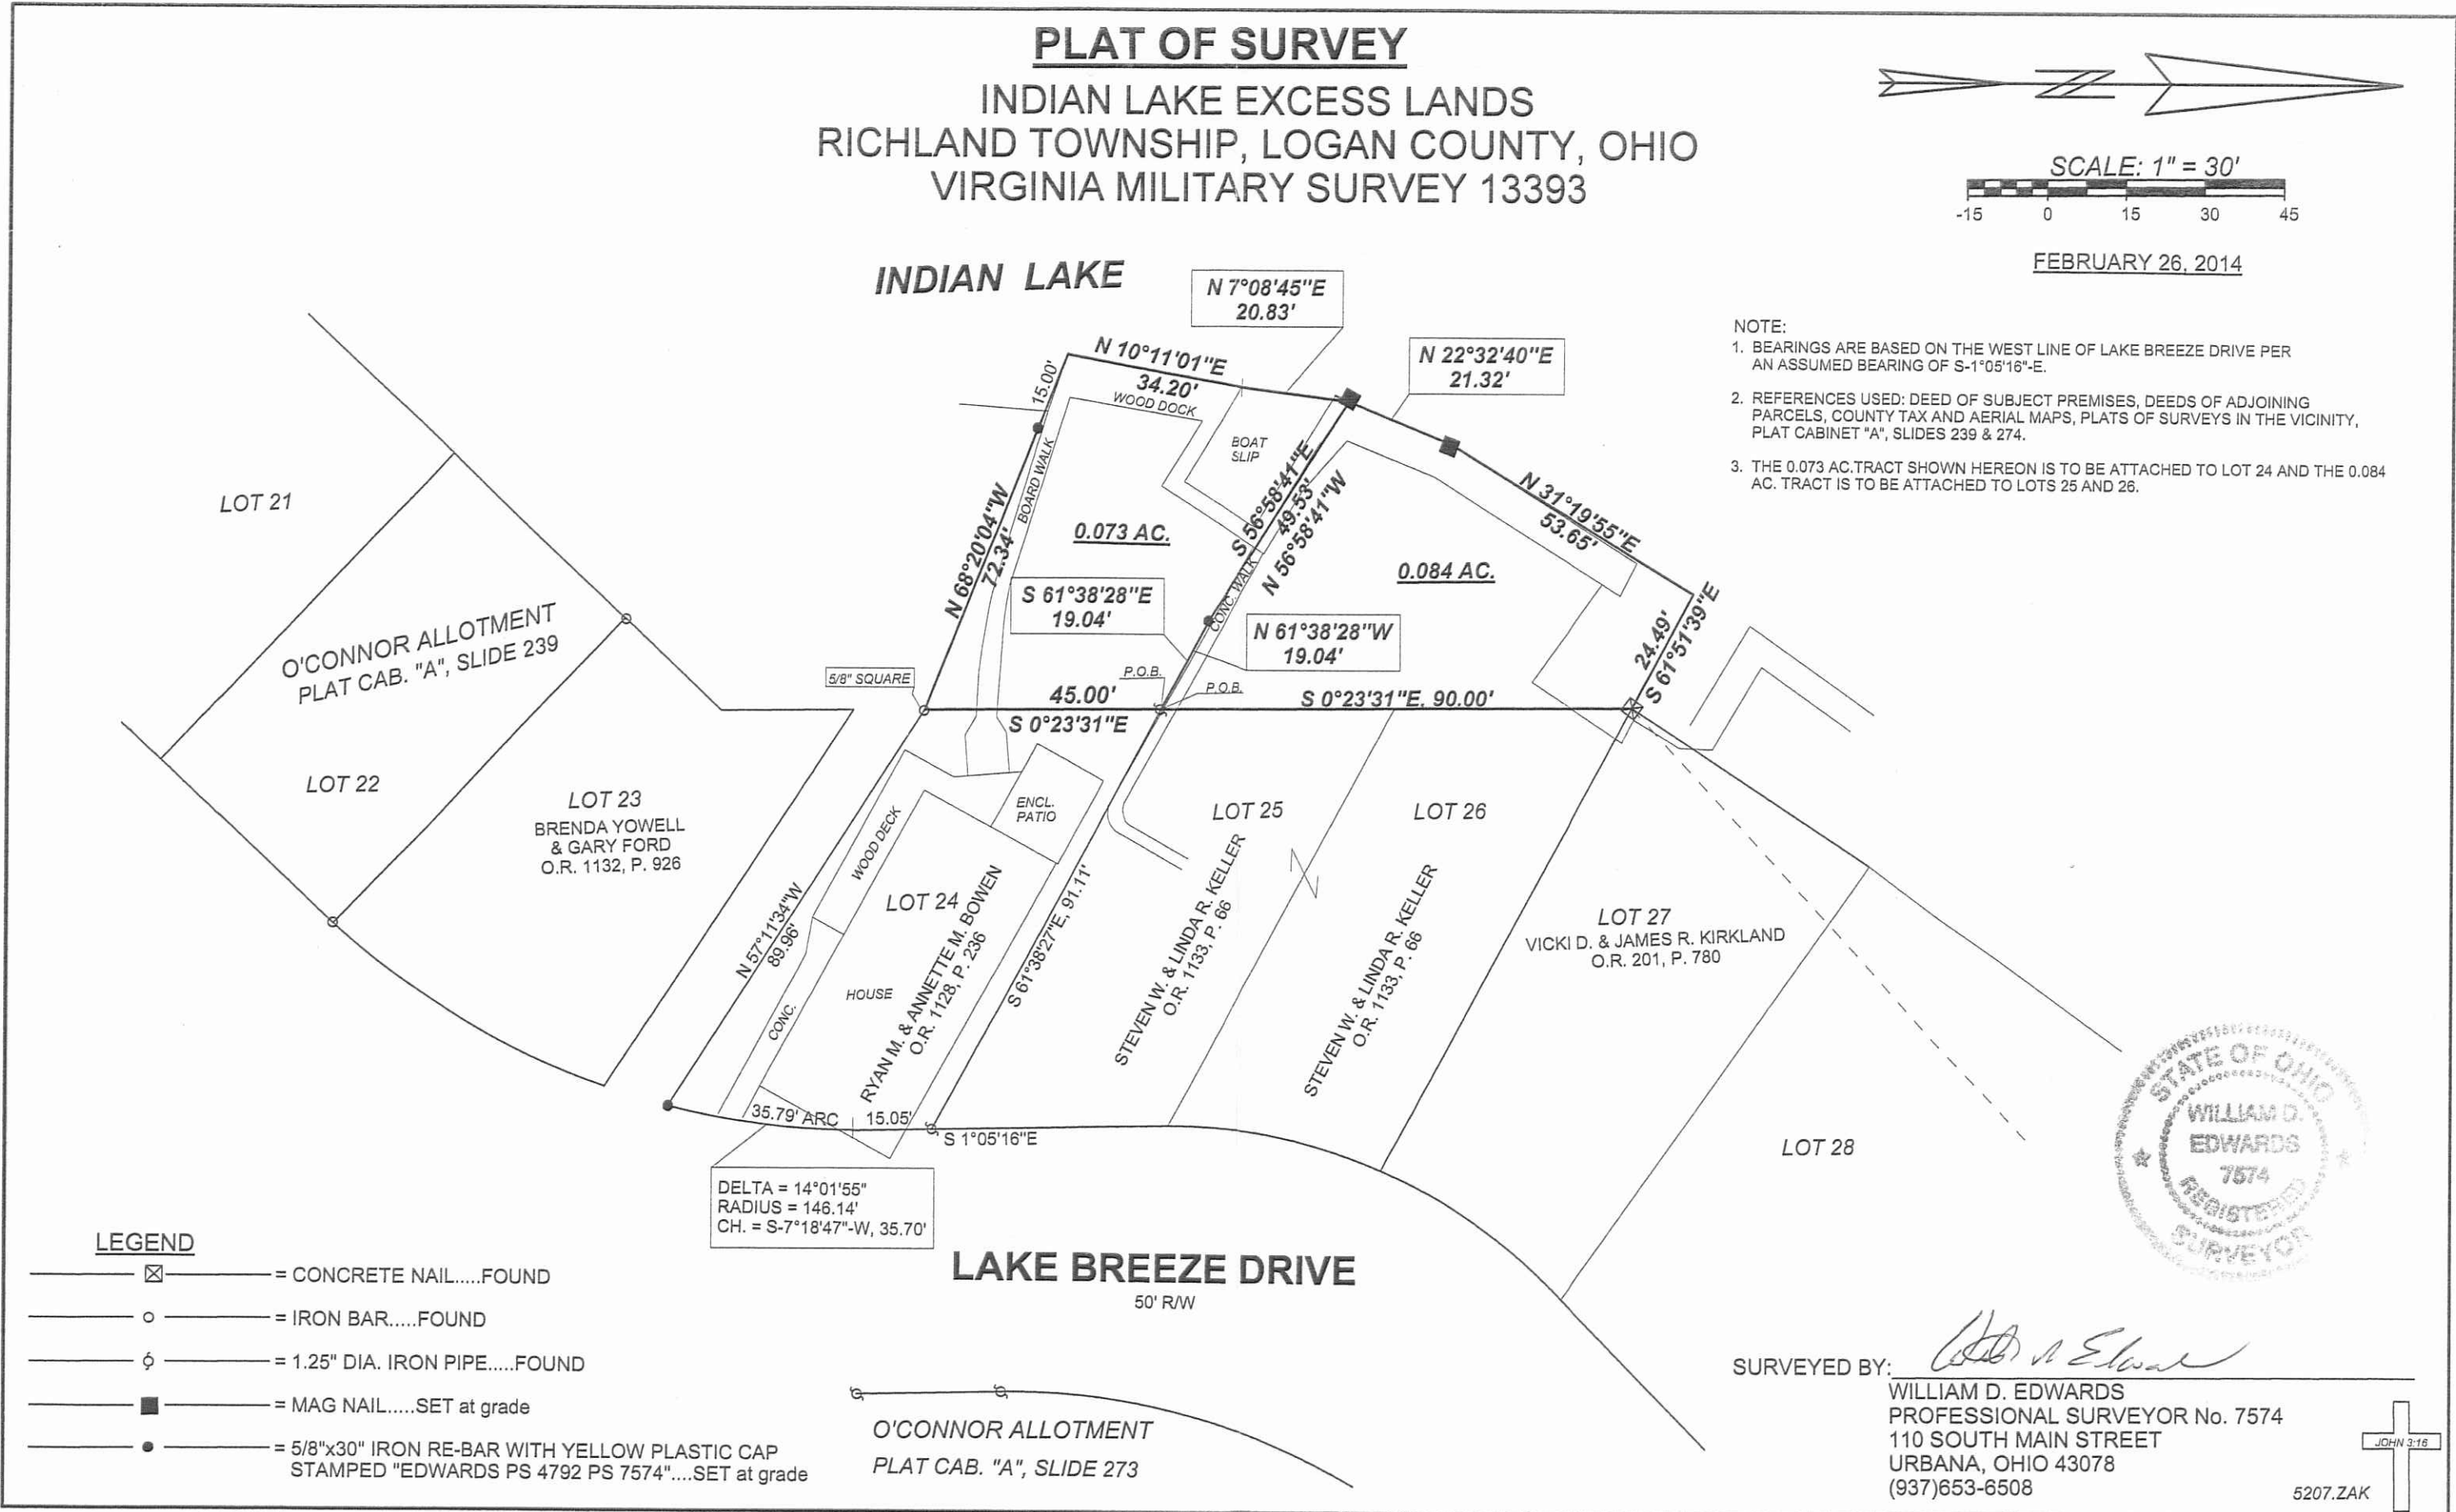 PLAT OF SURVEY
INDIAN LAKE EXCESS LANDS
RICHLAND TOWNSHIP, LOGAN COUNTY, OHIO
VIRGINIA MILITARY SURVEY 13393
N
SCALE: 1" = 30'
-15 0 15 30 45
FEBRUARY 26, 2014
NOTE:
1. BEARINGS ARE BASED ON THE WEST LINE OF LAKE BREEZE DRIVE PER
AN ASSUMED BEARING OF S-1°05'16"-E.
2. REFERENCES USED: DEED OF SUBJECT PREMISES, DEEDS OF ADJOINING
PARCELS, COUNTY TAX AND AERIAL MAPS, PLATS OF SURVEYS IN THE VICINITY,
PLAT CABINET "A", SLIDES 239 & 274.
3. THE 0.073 AC.TRACT SHOWN HEREON IS TO BE ATTACHED TO LOT 24 AND THE 0.084
AC. TRACT IS TO BE ATTACHED TO LOTS 25 AND 26.
INDIAN LAKE
N 7°08'45"E
20.83'
N 22°32'40"E
21.32'
N 10°11'01"E
34.20'
WOOD DOCK
15.00'
BOARD WALK
BOAT
SLIP
N 68°20'04"W
72.34'
0.073 AC.
S 56°58'41"E
49.53'
N 56°58'41"W
CONC. WALK
N 31°19'55"E
53.65'
0.084 AC.
S 61°38'28"E
19.04'
N 61°38'28"W
19.04'
24.49'
S 61°51'39"E
5/8" SQUARE
P.O.B.
P.O.B.
45.00'
S 0°23'31"E
S 0°23'31"E, 90.00'
LOT 21
O'CONNOR ALLOTMENT
PLAT CAB. "A", SLIDE 239
LOT 22
LOT 23
BRENDA YOWELL
& GARY FORD
O.R. 1132, P. 926
N 57°11'34"W
89.96'
WOOD DECK
ENCL.
PATIO
LOT 24
HOUSE
CONC.
RYAN M. & ANNETTE M. BOWEN
O.R. 1128, P. 236
S 61°38'27"E, 91.11'
LOT 25
STEVEN W. & LINDA R. KELLER
O.R. 1133, P. 66
LOT 26
STEVEN W. & LINDA R. KELLER
O.R. 1133, P. 66
LOT 27
VICKI D. & JAMES R. KIRKLAND
O.R. 201, P. 780
LOT 28
35.79' ARC
15.05'
S 1°05'16"E
DELTA = 14°01'55"
RADIUS = 146.14'
CH. = S-7°18'47"-W, 35.70'
LAKE BREEZE DRIVE
50' R/W
LEGEND
= CONCRETE NAIL.....FOUND
= IRON BAR.....FOUND
= 1.25" DIA. IRON PIPE.....FOUND
= MAG NAIL.....SET at grade
= 5/8"x30" IRON RE-BAR WITH YELLOW PLASTIC CAP
STAMPED "EDWARDS PS 4792 PS 7574"....SET at grade
O'CONNOR ALLOTMENT
PLAT CAB. "A", SLIDE 273
STATE OF OHIO
WILLIAM D.
EDWARDS
7574
REGISTERED
SURVEYOR
SURVEYED BY:
WILLIAM D. EDWARDS
PROFESSIONAL SURVEYOR No. 7574
110 SOUTH MAIN STREET
URBANA, OHIO 43078
(937)653-6508
JOHN 3:16
5207.ZAK